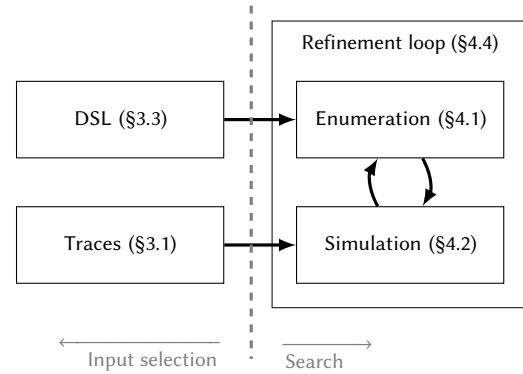 Refinement loop (§4.4)
DSL (§3.3)
Enumeration (§4.1)
Traces (§3.1)
Simulation (§4.2)
Input selection
Search